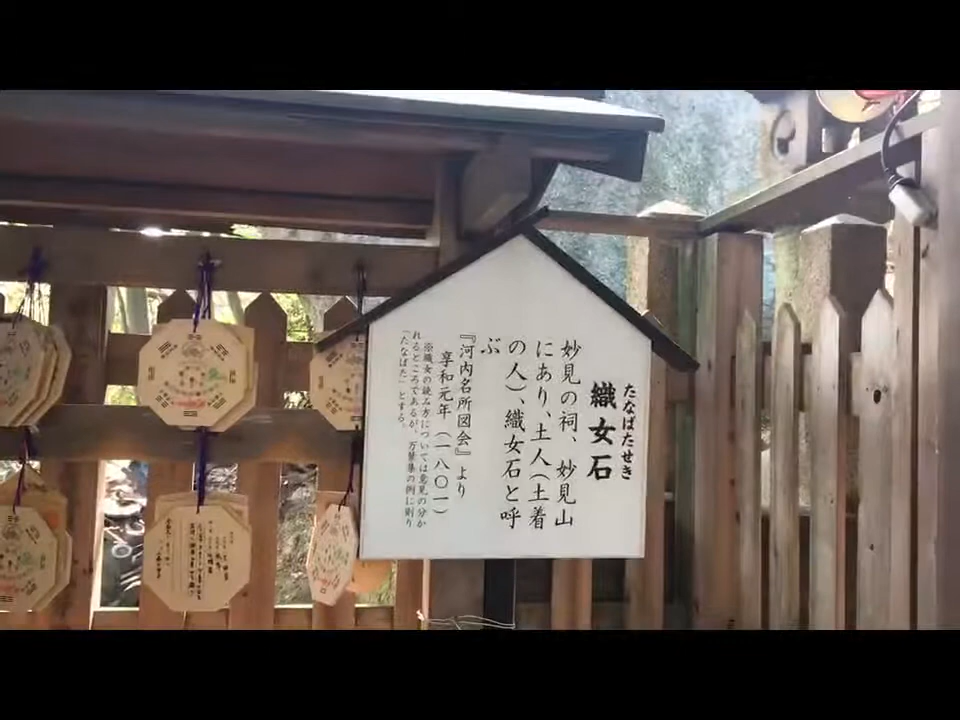 たなばたせき
織女石
妙見の祠、妙見山
にあり、土人（土着
の人）、織女石と呼
ぶ
『河内名所図会』より
享和元年（一八〇一）
※織女の読み方については意見の分か
れるところであるが、万葉集の例に則り
「たなばた」とする。